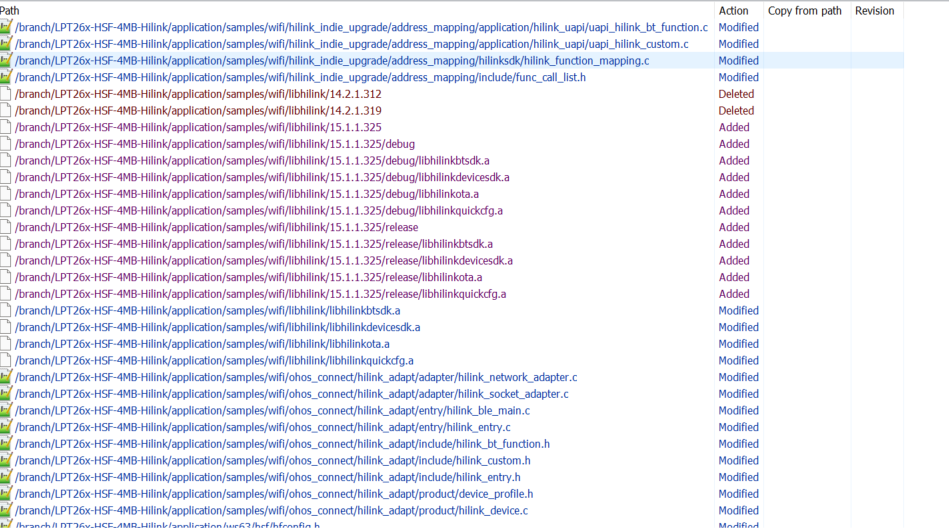 Path Action Copy from path Revision
/branch/LPT26x-HSF-4MB-Hilink/application/samples/wifi/hilink_indie_upgrade/address_mapping/application/hilink_uapi/uapi_hilink_bt_function.c Modified
/branch/LPT26x-HSF-4MB-Hilink/application/samples/wifi/hilink_indie_upgrade/address_mapping/application/hilink_uapi/uapi_hilink_custom.c Modified
/branch/LPT26x-HSF-4MB-Hilink/application/samples/wifi/hilink_indie_upgrade/address_mapping/hilinksdk/hilink_function_mapping.c Modified
/branch/LPT26x-HSF-4MB-Hilink/application/samples/wifi/hilink_indie_upgrade/address_mapping/include/func_call_list.h Modified
/branch/LPT26x-HSF-4MB-Hilink/application/samples/wifi/libhilink/14.2.1.312 Deleted
/branch/LPT26x-HSF-4MB-Hilink/application/samples/wifi/libhilink/14.2.1.319 Deleted
/branch/LPT26x-HSF-4MB-Hilink/application/samples/wifi/libhilink/15.1.1.325 Added
/branch/LPT26x-HSF-4MB-Hilink/application/samples/wifi/libhilink/15.1.1.325/debug Added
/branch/LPT26x-HSF-4MB-Hilink/application/samples/wifi/libhilink/15.1.1.325/debug/libhilinkbtsdk.a Added
/branch/LPT26x-HSF-4MB-Hilink/application/samples/wifi/libhilink/15.1.1.325/debug/libhilinkdevicesdk.a Added
/branch/LPT26x-HSF-4MB-Hilink/application/samples/wifi/libhilink/15.1.1.325/debug/libhilinkota.a Added
/branch/LPT26x-HSF-4MB-Hilink/application/samples/wifi/libhilink/15.1.1.325/debug/libhilinkquickcfg.a Added
/branch/LPT26x-HSF-4MB-Hilink/application/samples/wifi/libhilink/15.1.1.325/release Added
/branch/LPT26x-HSF-4MB-Hilink/application/samples/wifi/libhilink/15.1.1.325/release/libhilinkbtsdk.a Added
/branch/LPT26x-HSF-4MB-Hilink/application/samples/wifi/libhilink/15.1.1.325/release/libhilinkdevicesdk.a Added
/branch/LPT26x-HSF-4MB-Hilink/application/samples/wifi/libhilink/15.1.1.325/release/libhilinkota.a Added
/branch/LPT26x-HSF-4MB-Hilink/application/samples/wifi/libhilink/15.1.1.325/release/libhilinkquickcfg.a Added
/branch/LPT26x-HSF-4MB-Hilink/application/samples/wifi/libhilink/libhilinkbtsdk.a Modified
/branch/LPT26x-HSF-4MB-Hilink/application/samples/wifi/libhilink/libhilinkdevicesdk.a Modified
/branch/LPT26x-HSF-4MB-Hilink/application/samples/wifi/libhilink/libhilinkota.a Modified
/branch/LPT26x-HSF-4MB-Hilink/application/samples/wifi/libhilink/libhilinkquickcfg.a Modified
/branch/LPT26x-HSF-4MB-Hilink/application/samples/wifi/ohos_connect/hilink_adapt/adapter/hilink_network_adapter.c Modified
/branch/LPT26x-HSF-4MB-Hilink/application/samples/wifi/ohos_connect/hilink_adapt/adapter/hilink_socket_adapter.c Modified
/branch/LPT26x-HSF-4MB-Hilink/application/samples/wifi/ohos_connect/hilink_adapt/entry/hilink_ble_main.c Modified
/branch/LPT26x-HSF-4MB-Hilink/application/samples/wifi/ohos_connect/hilink_adapt/entry/hilink_entry.c Modified
/branch/LPT26x-HSF-4MB-Hilink/application/samples/wifi/ohos_connect/hilink_adapt/include/hilink_bt_function.h Modified
/branch/LPT26x-HSF-4MB-Hilink/application/samples/wifi/ohos_connect/hilink_adapt/include/hilink_custom.h Modified
/branch/LPT26x-HSF-4MB-Hilink/application/samples/wifi/ohos_connect/hilink_adapt/include/hilink_entry.h Modified
/branch/LPT26x-HSF-4MB-Hilink/application/samples/wifi/ohos_connect/hilink_adapt/product/device_profile.h Modified
/branch/LPT26x-HSF-4MB-Hilink/application/samples/wifi/ohos_connect/hilink_adapt/product/hilink_device.c Modified
/branch/LPT26x-HSF-4MB-Hilink/application/ws63/hsf/hfconfig.h Modified